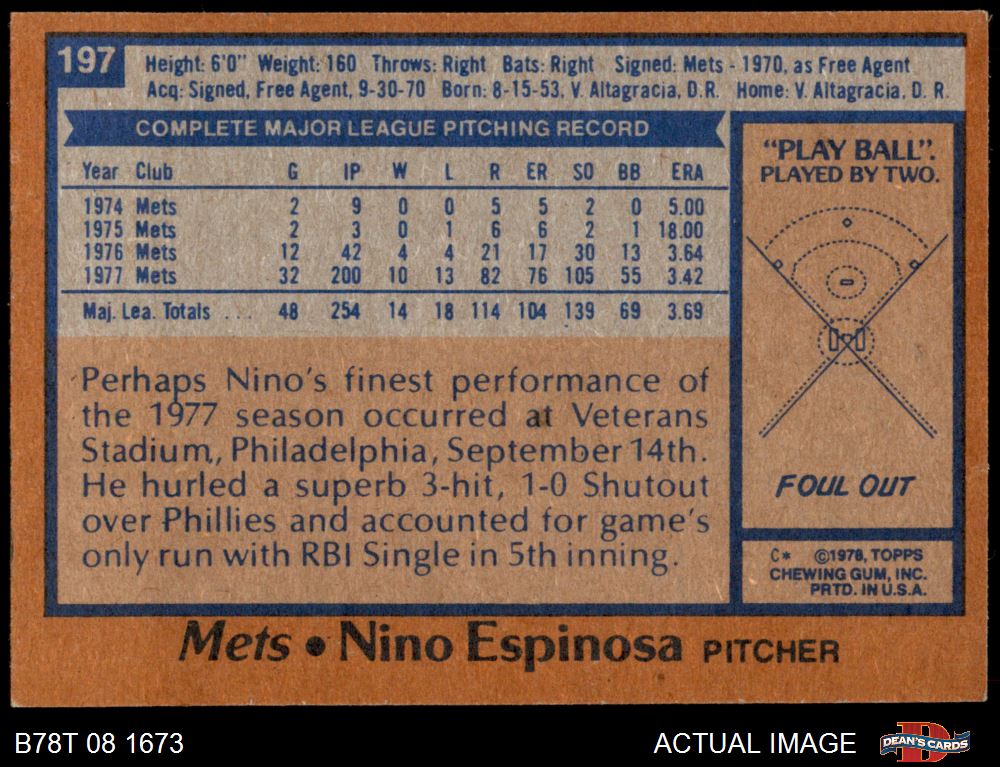 197
Height: 6'0" Weight: 160 Throws: Right Bats: Right Signed: Mets - 1970, as Free Agent
Acq: Signed, Free Agent, 9-30-70 Born: 8-15-53, V. Altagracia, D.R. Home: V. Altagracia, D. R.
COMPLETE MAJOR LEAGUE PITCHING RECORD
Year Club G IP W L R ER SO BB ERA
1974 Mets 2 9 0 0 5 5 2 0 5.00
1975 Mets 2 3 0 1 6 6 2 1 18.00
1976 Mets 12 42 4 4 21 17 30 13 3.64
1977 Mets 32 200 10 13 82 76 105 55 3.42
Maj. Lea. Totals . . . 48 254 14 18 114 104 139 69 3.69
Perhaps Nino's finest performance of
the 1977 season occurred at Veterans
Stadium, Philadelphia, September 14th.
He hurled a superb 3-hit, 1-0 Shutout
over Phillies and accounted for game's
only run with RBI Single in 5th inning.
"PLAY BALL".
PLAYED BY TWO.
FOUL OUT
C* ©1978, TOPPS
CHEWING GUM, INC.
PRTD. IN U.S.A.
Mets • Nino Espinosa PITCHER
B78T 08 1673
ACTUAL IMAGE
D
DEAN'S CARDS